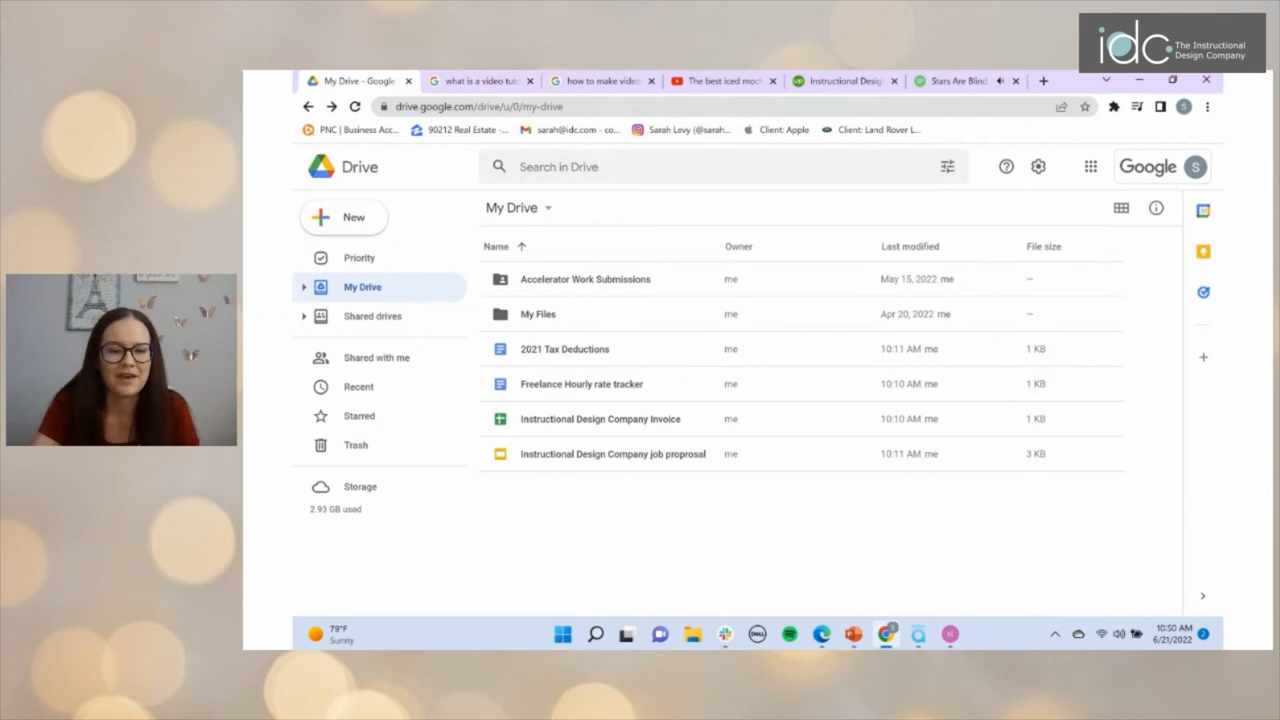 idc. The Instructional
Design Company
My Drive - Google
what is a video tut
how to make vide
The best iced
Instructional Desig
Stars Are Blind
drive.google.com/drive/u/0/my-drive
PNC | Business Acc...
90212 Real Estate -...
sarah@idc.com - co...
Sarah Levy (@sarah...
Client: Apple
Client: Land Rover L...
Drive
Search in Drive
Google
S
New
My Drive
Priority
My Drive
Shared drives
Shared with me
Recent
Starred
Trash
Storage
2.93 GB used
Name Owner Last modified File size
Accelerator Work Submissions me May 15, 2022 me --
My Files me Apr 20, 2022 me --
2021 Tax Deductions me 10:11 AM me 1 KB
Freelance Hourly rate tracker me 10:10 AM me 1 KB
Instructional Design Company Invoice me 10:10 AM me 1 KB
Instructional Design Company job proprosal me 10:11 AM me 3 KB
79°F
Sunny
DELL
10:50 AM
6/21/2022
2